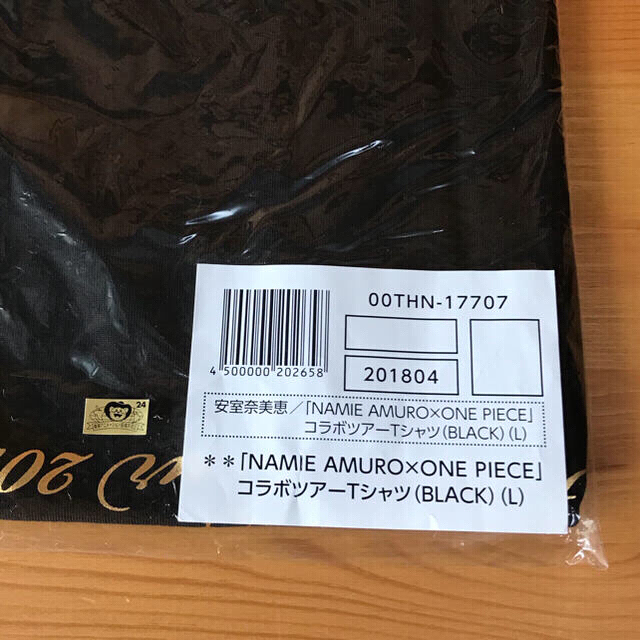 00THN-17707
4 500000 202658
201804
安室奈美恵／「NAMIE AMURO×ONE PIECE」
コラボツアーTシャツ(BLACK) (L)
＊＊「NAMIE AMURO×ONE PIECE」
コラボツアーTシャツ(BLACK) (L)
24